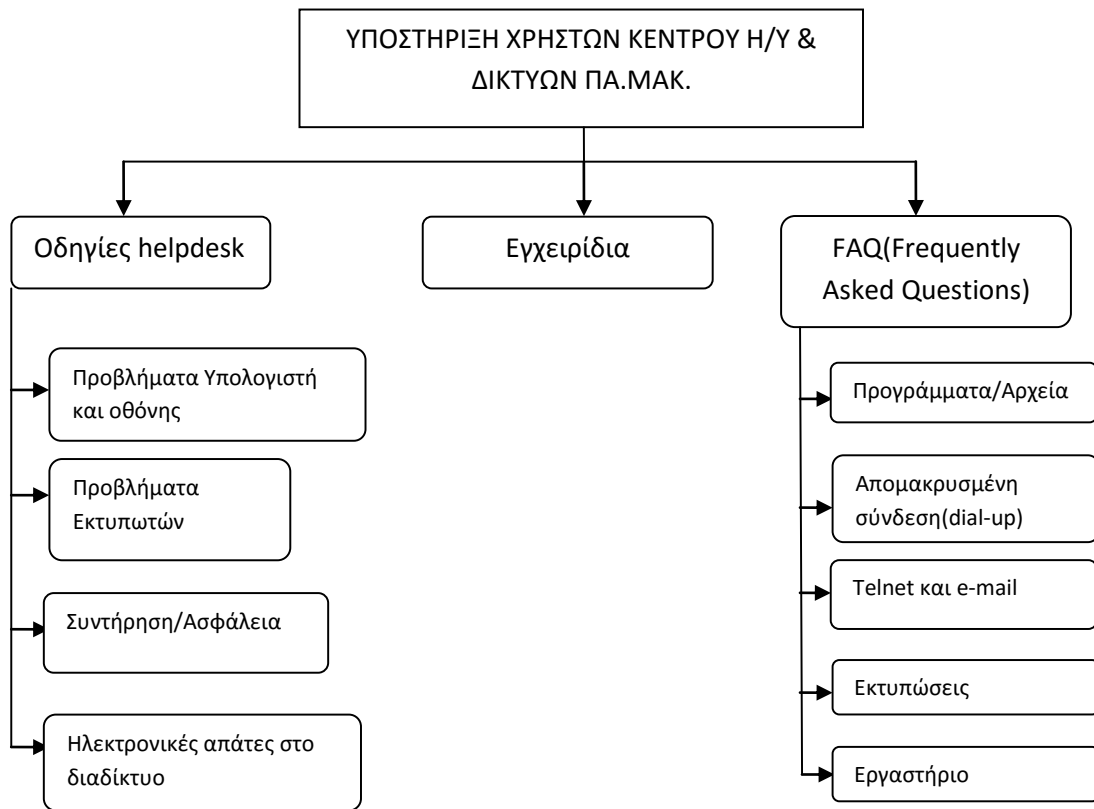 ΥΠΟΣΤΗΡΙΞΗ ΧΡΗΣΤΩΝ ΚΕΝΤΡΟΥ Η/Υ &
ΔΙΚΤΥΩΝ ΠΑ.ΜΑΚ.
Οδηγίες helpdesk
Εγχειρίδια
FAQ(Frequently
Asked Questions)
Προβλήματα Υπολογιστή
και οθόνης
Προβλήματα
Εκτυπωτών
Συντήρηση/Ασφάλεια
Ηλεκτρονικές απάτες στο
διαδίκτυο
Προγράμματα/Αρχεία
Απομακρυσμένη
σύνδεση(dial-up)
Telnet και e-mail
Εκτυπώσεις
Εργαστήριο